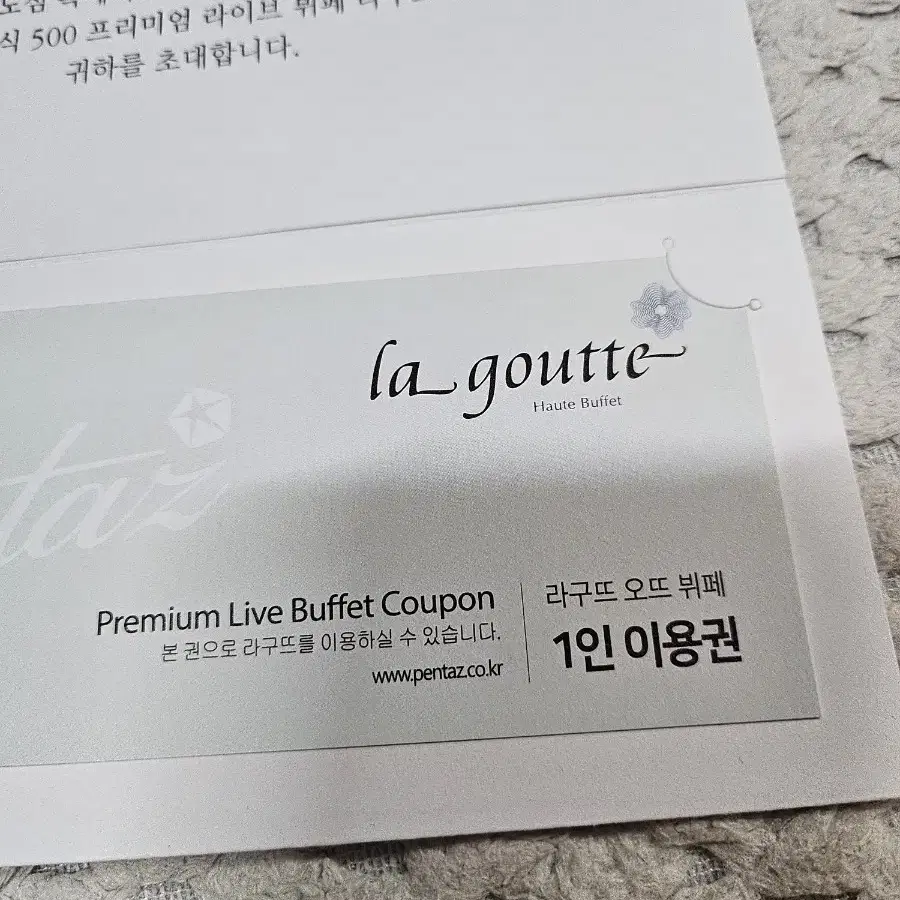 식 500 프리미엄 라이브 뷔페
귀하를 초대합니다.
la goutte
Haute Buffet
taz
Premium Live Buffet Coupon
본 권으로 라구뜨를 이용하실 수 있습니다.
www.pentaz.co.kr
라구뜨 오뜨 뷔페
1인 이용권